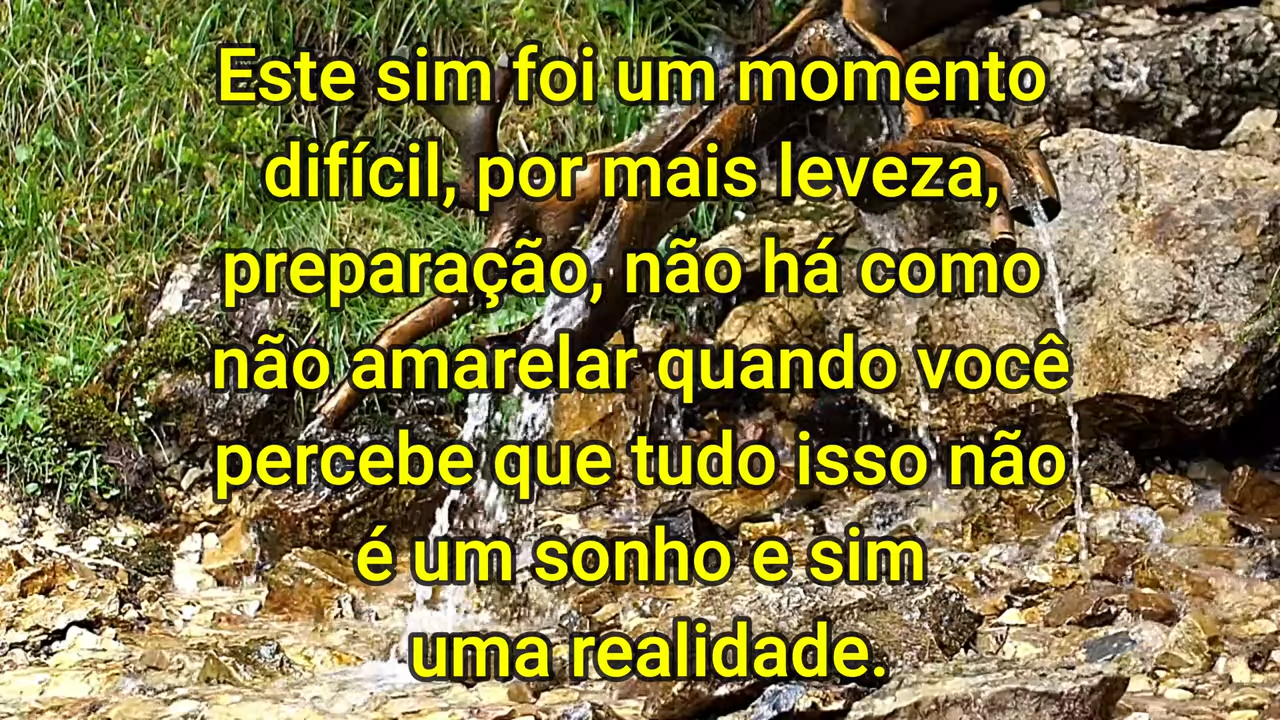 Este sim foi um momento
difícil, por mais leveza,
preparação, não há como
não amarelar quando você
percebe que tudo isso não
é um sonho e sim
uma realidade.